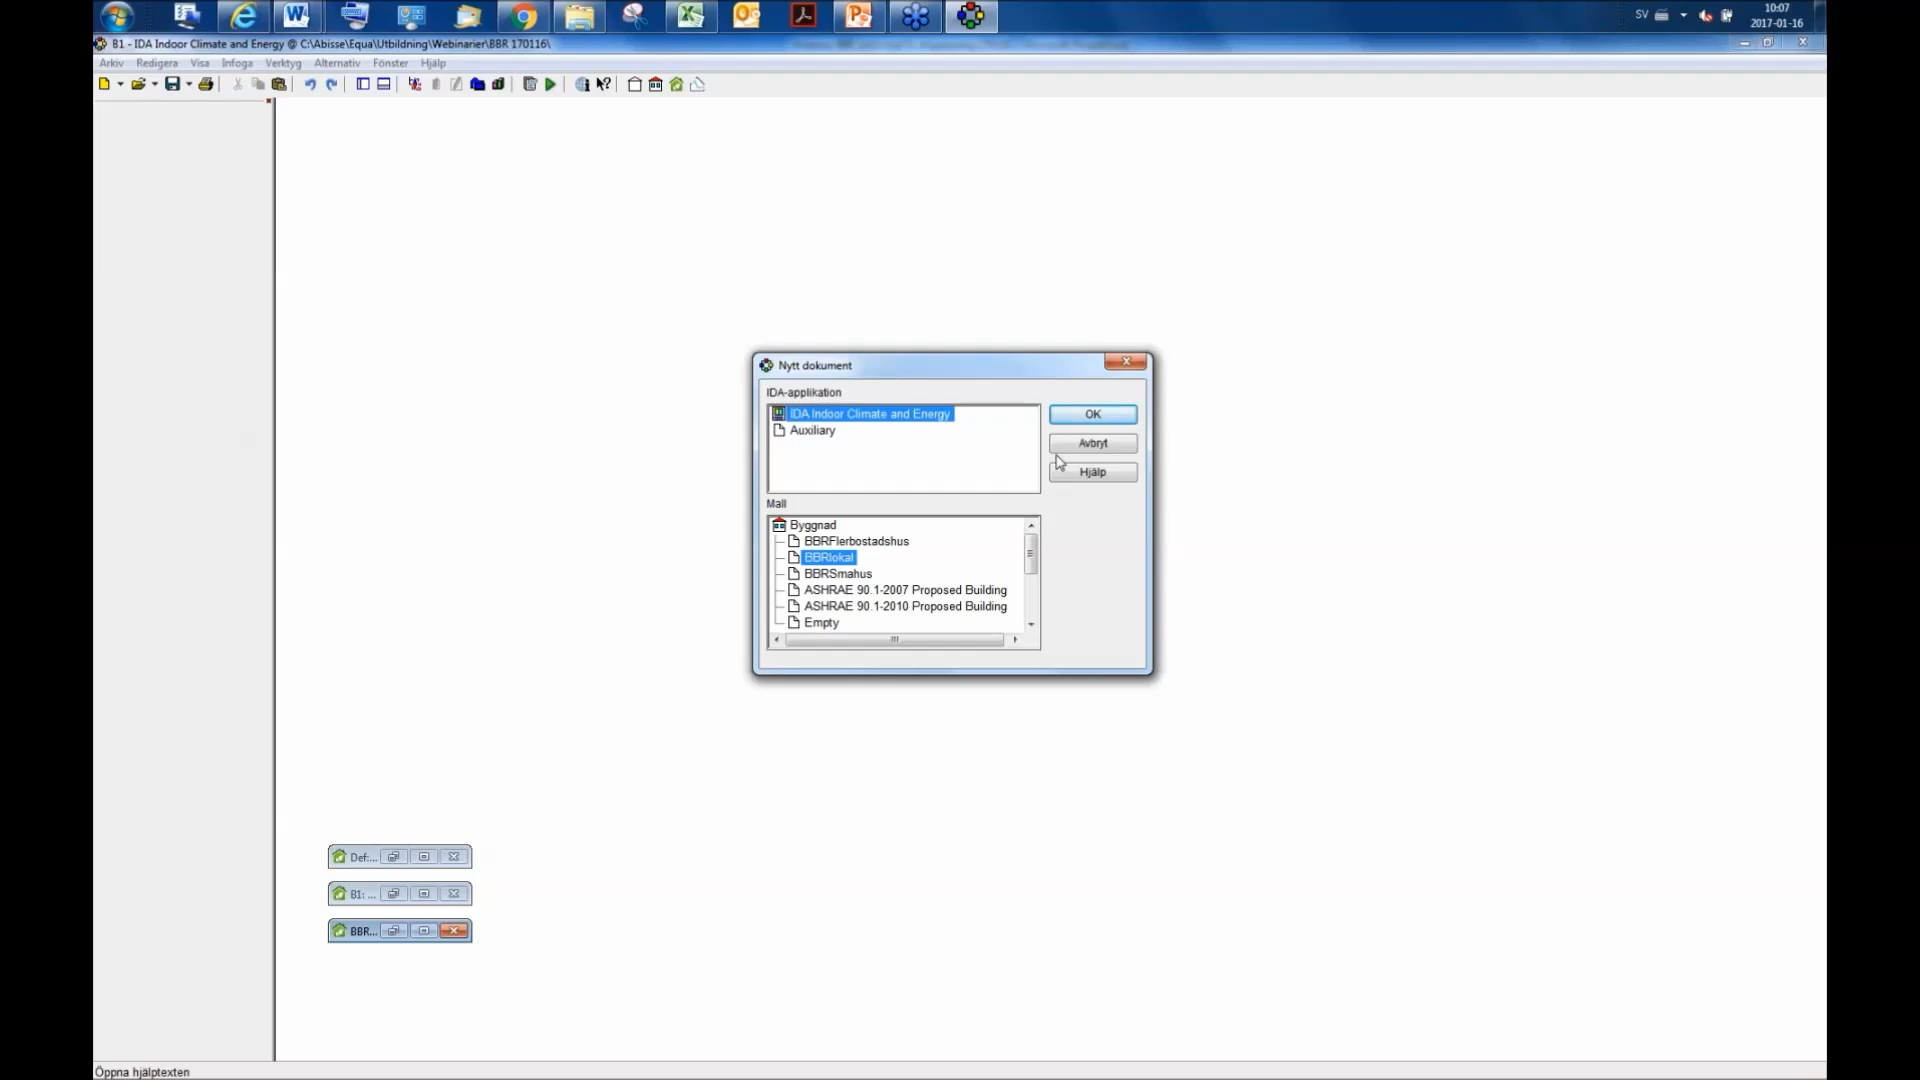 SV
10:07
2017-01-16
B1 - IDA Indoor Climate and Energy @ C:\Abisse\Equa\Utbildning\Webinarier\BBR 170116\
Arkiv Redigera Visa Infoga Verktyg Alternativ Fönster Hjälp
Nytt dokument
IDA-applikation
IDA Indoor Climate and Energy
Auxiliary
OK
Avbryt
Hjälp
Mall
Byggnad
BBRFlerbostadshus
BBRlokal
BBRSmahus
ASHRAE 90.1-2007 Proposed Building
ASHRAE 90.1-2010 Proposed Building
Empty
Def:...
B1: ...
BBR...
Öppna hjälptexten